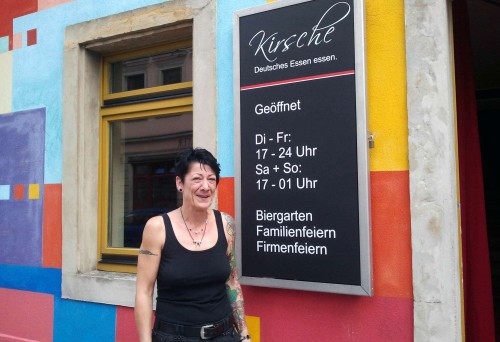 Kirsche
Deutsches Essen essen.
Geöffnet
Di - Fr:
17 - 24 Uhr
Sa + So:
17 - 01 Uhr
Biergarten
Familienfeiern
Firmenfeiern